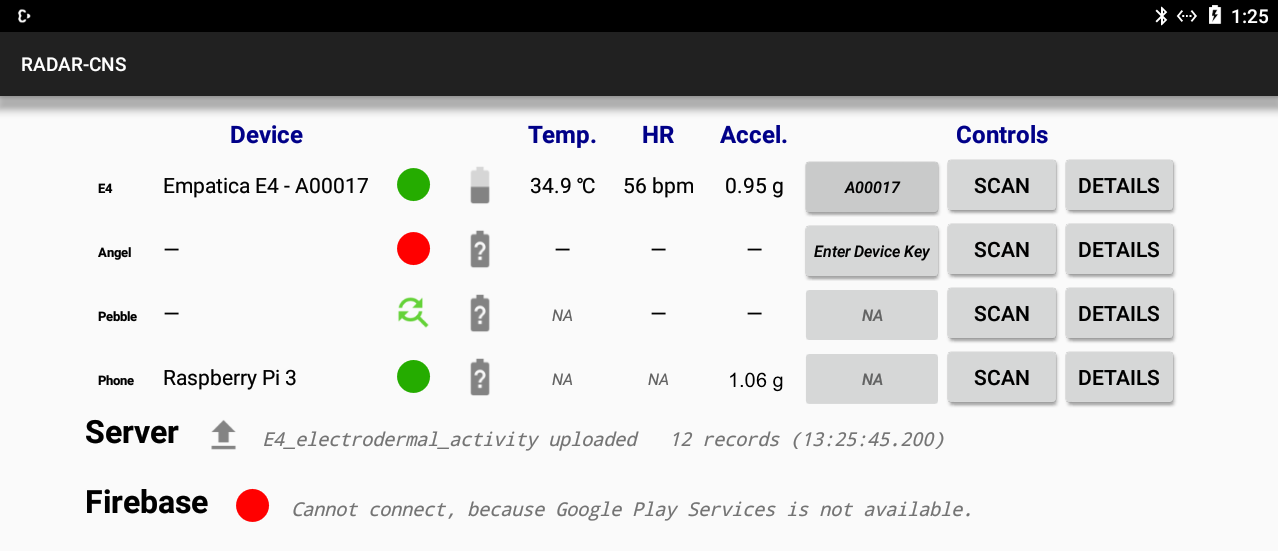 1:25
RADAR-CNS
Device Temp. HR Accel. Controls
E4 Empatica E4 - A00017 34.9 °C 56 bpm 0.95 g A00017 SCAN DETAILS
Angel – ? – – – Enter Device Key SCAN DETAILS
Pebble – ? NA – – NA SCAN DETAILS
Phone Raspberry Pi 3 ? NA NA 1.06 g NA SCAN DETAILS
Server E4_electrodermal_activity uploaded 12 records (13:25:45.200)
Firebase Cannot connect, because Google Play Services is not available.